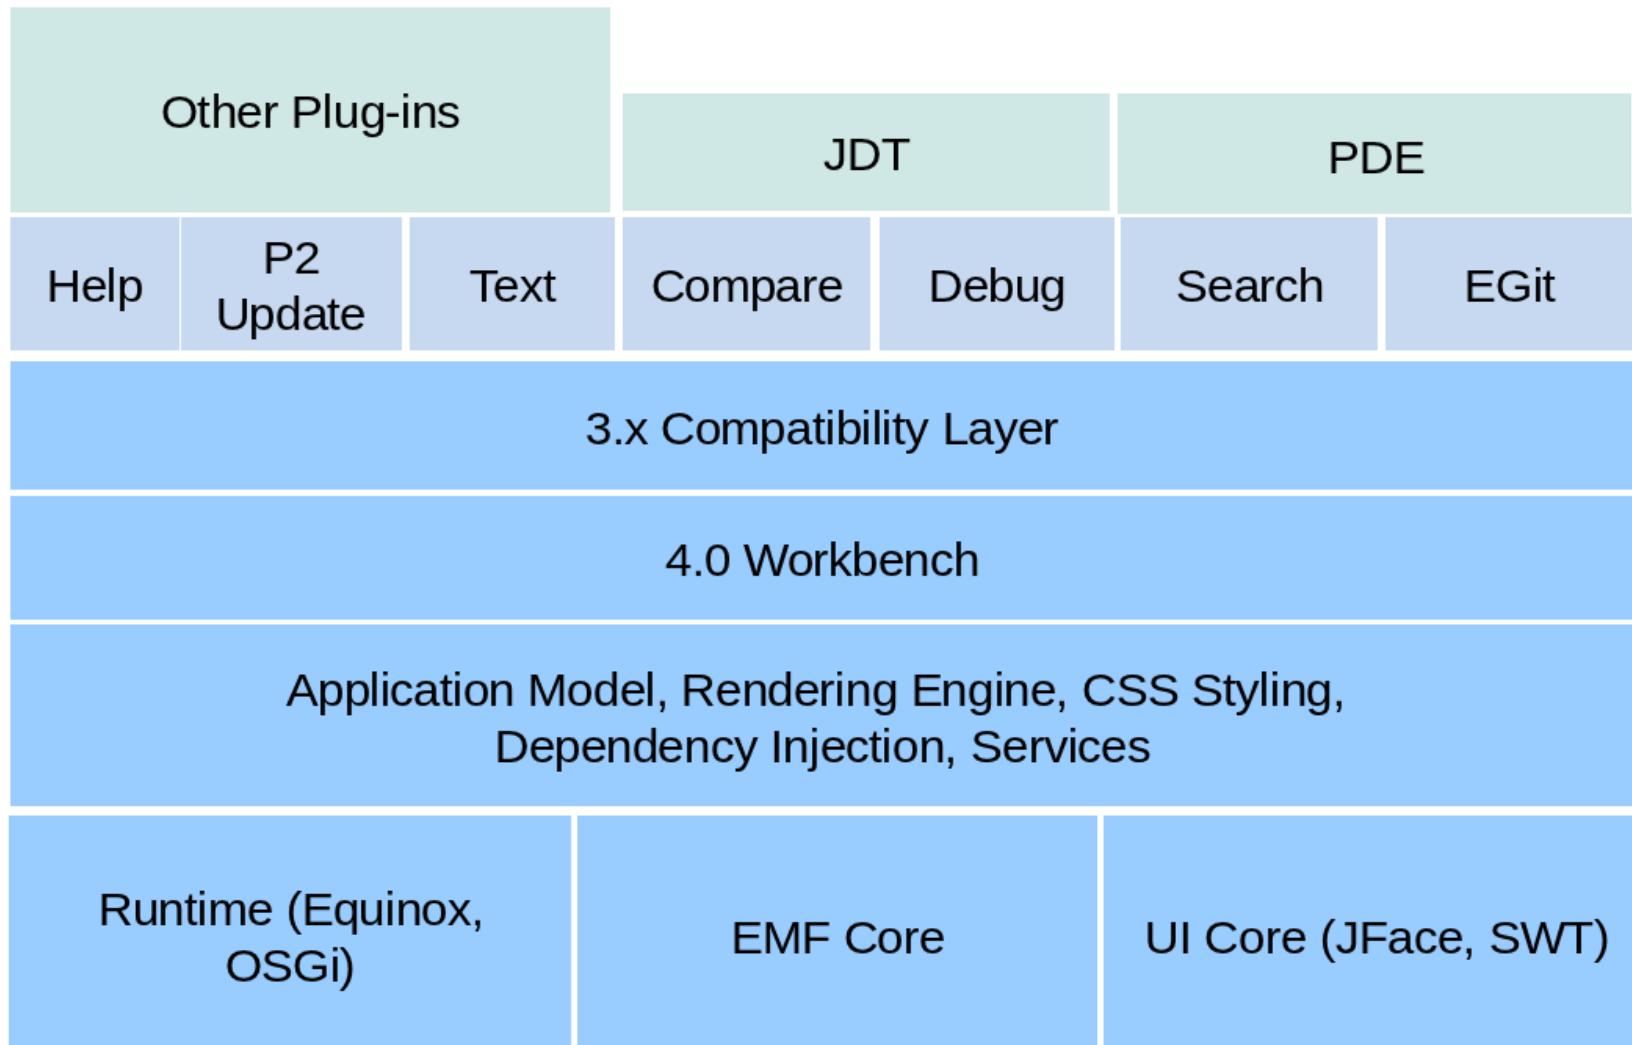 Other Plug-ins
JDT
PDE
Help
P2
Update
Text
Compare
Debug
Search
EGit
3.x Compatibility Layer
4.0 Workbench
Application Model, Rendering Engine, CSS Styling,
Dependency Injection, Services
Runtime (Equinox,
OSGi)
EMF Core
UI Core (JFace, SWT)